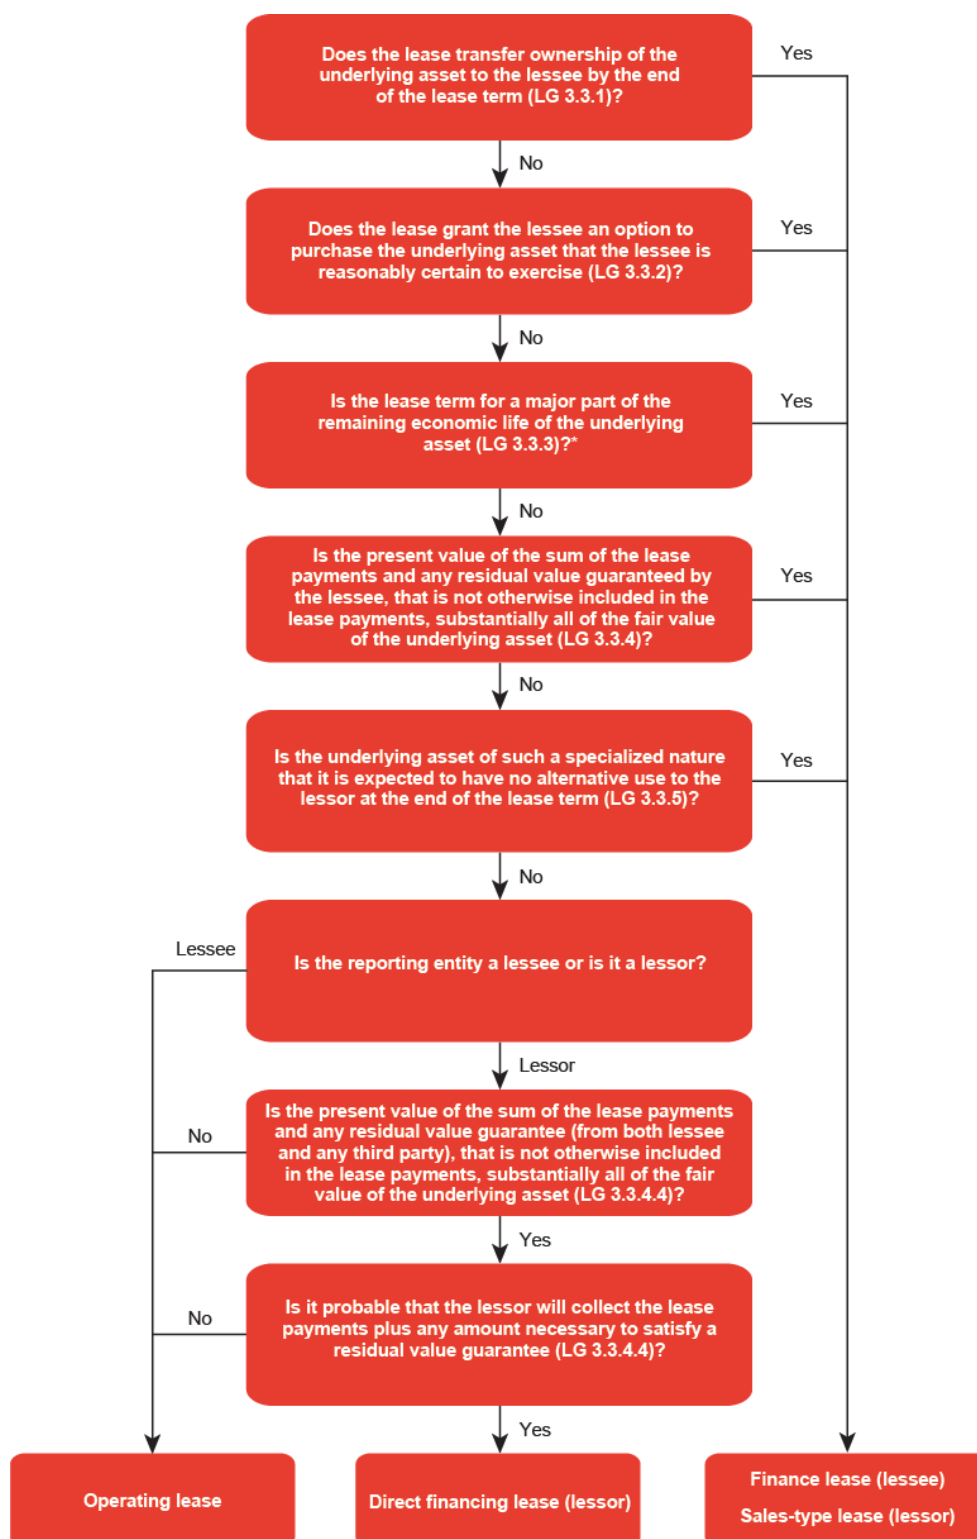 Does the lease transfer ownership of the
underlying asset to the lessee by the end
of the lease term (LG 3.3.1)?
Yes
No
Does the lease grant the lessee an option to
purchase the underlying asset that the lessee is
reasonably certain to exercise (LG 3.3.2)?
Yes
No
Is the lease term for a major part of the
remaining economic life of the underlying
asset (LG 3.3.3)?*
Yes
No
Is the present value of the sum of the lease
payments and any residual value guaranteed by
the lessee, that is not otherwise included in the
lease payments, substantially all of the fair value
of the underlying asset (LG 3.3.4)?
Yes
No
Is the underlying asset of such a specialized nature
that it is expected to have no alternative use to the
lessor at the end of the lease term (LG 3.3.5)?
Yes
No
Is the reporting entity a lessee or is it a lessor?
Lessee
Lessor
Is the present value of the sum of the lease payments
and any residual value guarantee (from both lessee
and any third party), that is not otherwise included
in the lease payments, substantially all of the fair
value of the underlying asset (LG 3.3.4.4)?
No
Yes
Is it probable that the lessor will collect the lease
payments plus any amount necessary to satisfy a
residual value guarantee (LG 3.3.4.4)?
No
Yes
Operating lease
Direct financing lease (lessor)
Finance lease (lessee)
Sales-type lease (lessor)